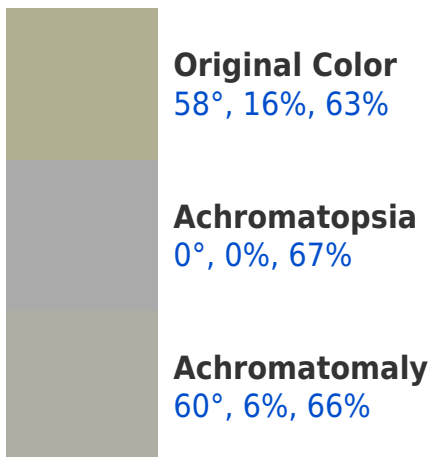 Original Color
58°, 16%, 63%
Achromatopsia
0°, 0%, 67%
Achromatomaly
60°, 6%, 66%